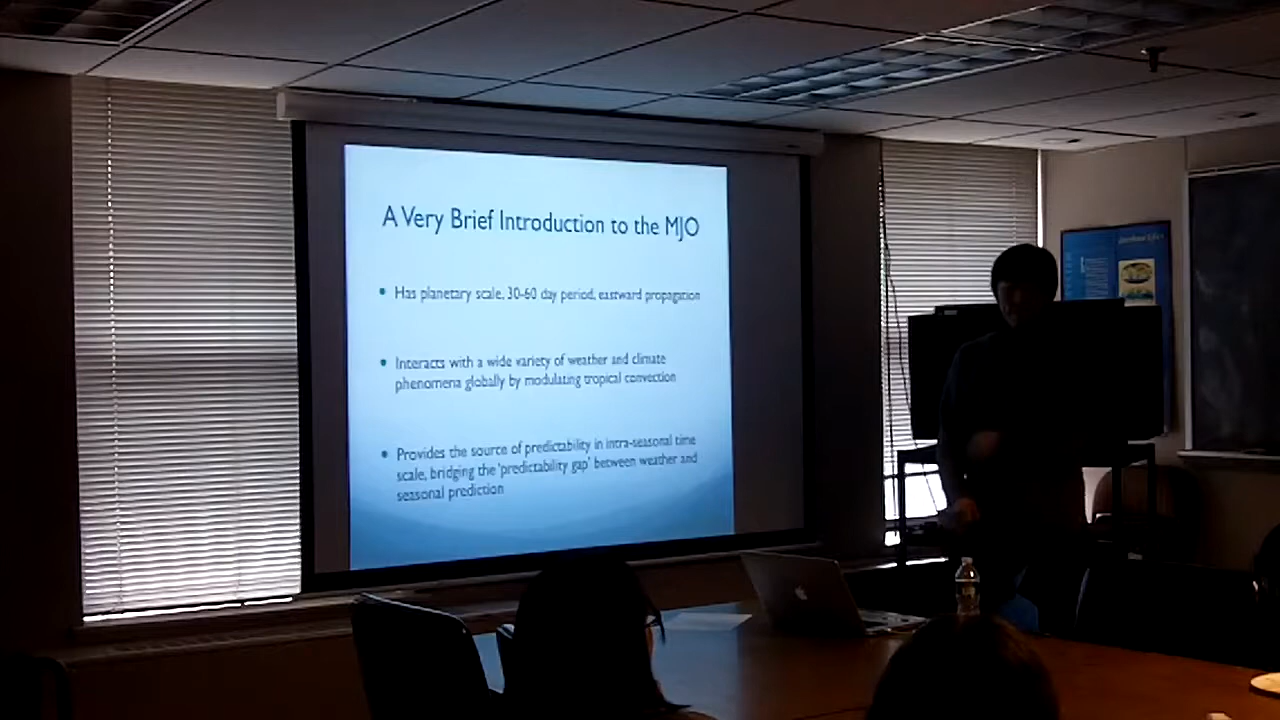 A Very Brief Introduction to the MJO
• Has planetary scale, 30-60 day period, eastward propagation
• Interacts with a wide variety of weather and climate
phenomena globally by modulating tropical convection
• Provides the source of predictability in intra-seasonal time
scale, bridging the 'predictability gap' between weather and
seasonal prediction